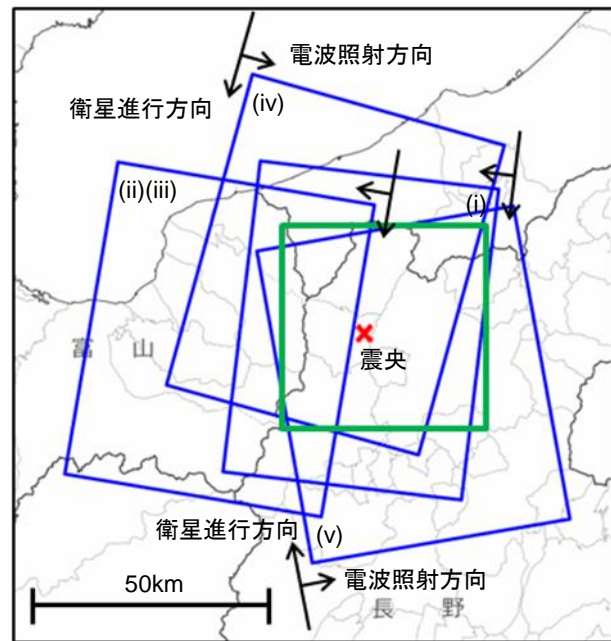 電波照射方向
衛星進行方向
(iv)
(ii)(iii)
(i)
富 山
震央
衛星進行方向
(v)
電波照射方向
50km
長 野